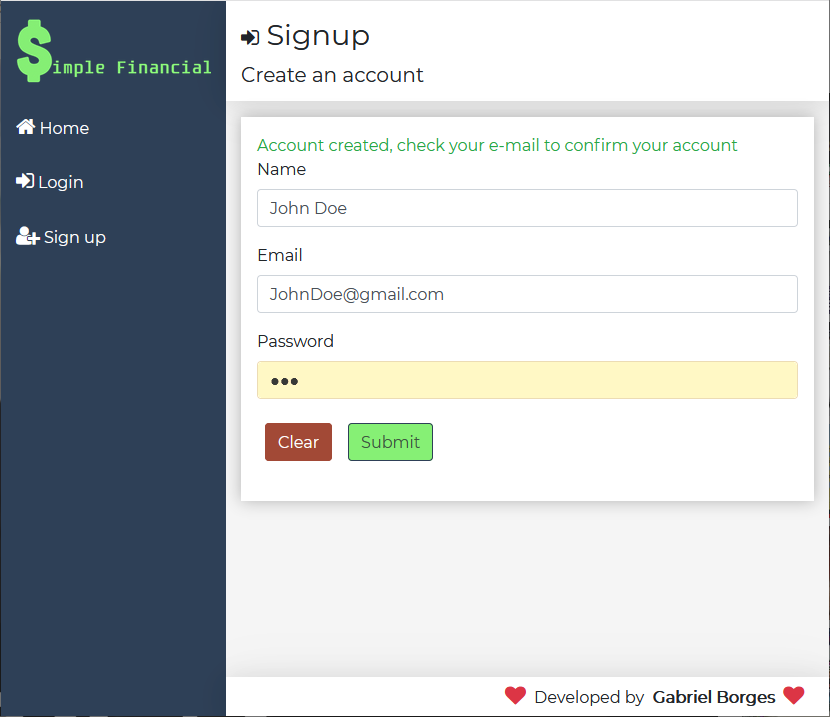 $imple Financial
Home
Login
Sign up
Signup
Create an account
Account created, check your e-mail to confirm your account
Name
John Doe
Email
JohnDoe@gmail.com
Password
●●●
Clear
Submit
Developed by Gabriel Borges